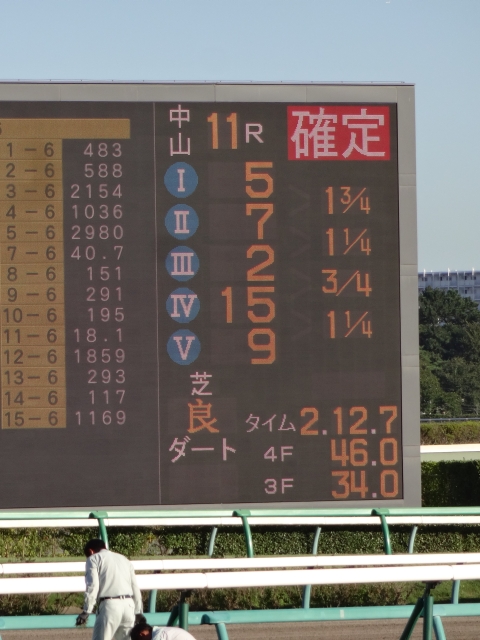 中山 11R 確定
I 5
1 3/4
II 7
1 1/4
III 2
3/4
IV 15
1 1/4
V 9
芝
良 タイム 2.12.7
ダート 4F 46.0
3F 34.0
1-6 483
2-6 588
3-6 2154
4-6 1036
5-6 2980
7-6 40.7
8-6 151
9-6 291
10-6 195
11-6 18.1
12-6 1859
13-6 293
14-6 117
15-6 1169